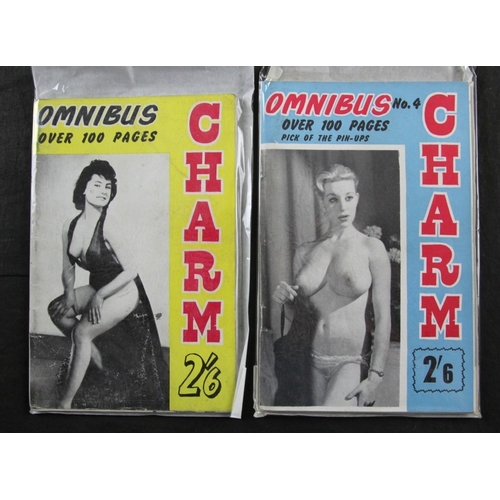 OMNIBUS
OVER 100 PAGES
CHARM
2'6
OMNIBUS No.4
OVER 100 PAGES
PICK OF THE PIN-UPS
CHARM
2'6